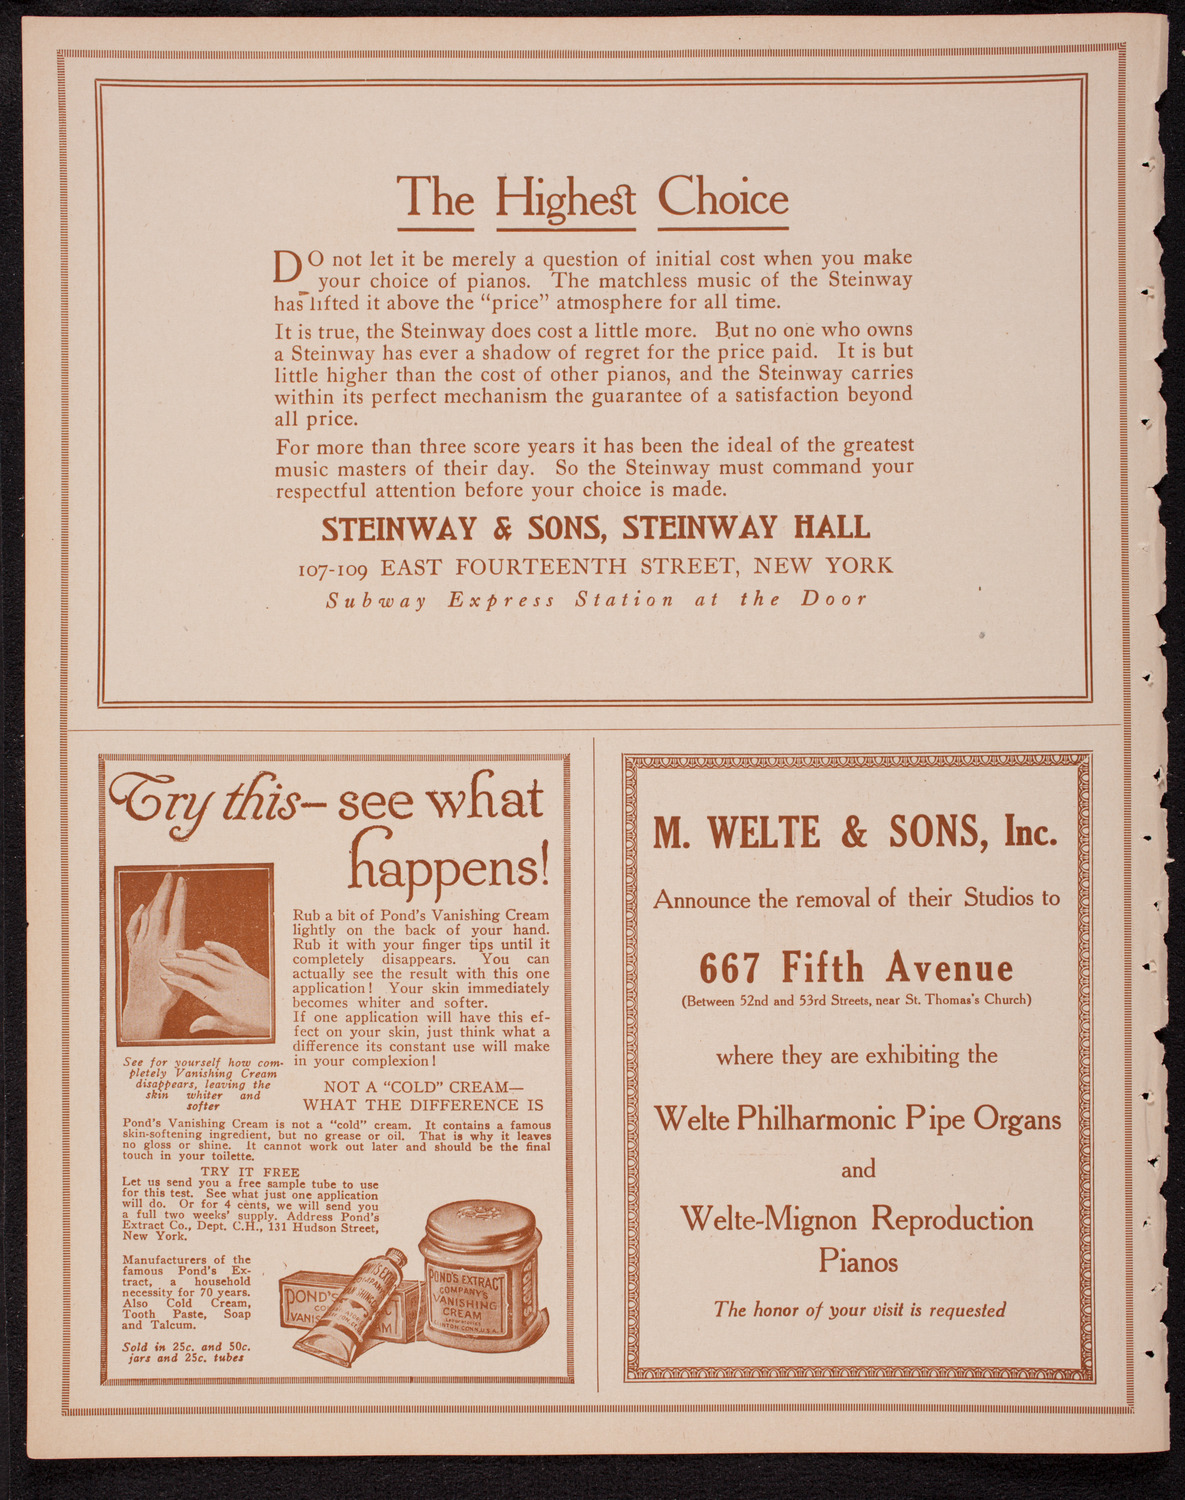 The Highest Choice
DO not let it be merely a question of initial cost when you make
your choice of pianos. The matchless music of the Steinway
has lifted it above the “price” atmosphere for all time.
It is true, the Steinway does cost a little more. But no one who owns
a Steinway has ever a shadow of regret for the price paid. It is but
little higher than the cost of other pianos, and the Steinway carries
within its perfect mechanism the guarantee of a satisfaction beyond
all price.
For more than three score years it has been the ideal of the greatest
music masters of their day. So the Steinway must command your
respectful attention before your choice is made.
STEINWAY & SONS, STEINWAY HALL
107-109 EAST FOURTEENTH STREET, NEW YORK
Subway Express Station at the Door
Try this—see what
happens!
Rub a bit of Pond's Vanishing Cream
lightly on the back of your hand.
Rub it with your finger tips until it
completely disappears. You can
actually see the result with this one
application! Your skin immediately
becomes whiter and softer.
If one application will have this ef-
fect on your skin, just think what a
difference its constant use will make
in your complexion!
See for yourself how com-
pletely Vanishing Cream
disappears, leaving the
skin whiter and
softer
NOT A “COLD” CREAM—
WHAT THE DIFFERENCE IS
Pond's Vanishing Cream is not a “cold” cream. It contains a famous
skin-softening ingredient, but no grease or oil. That is why it leaves
no gloss or shine. It cannot work out later and should be the final
touch in your toilette.
TRY IT FREE
Let us send you a free sample tube to use
for this test. See what just one application
will do. Or for 4 cents, we will send you
a full two weeks' supply. Address Pond's
Extract Co., Dept. C.H., 131 Hudson Street,
New York.
Manufacturers of the
famous Pond's Ex-
tract, a household
necessity for 70 years.
Also Cold Cream,
Tooth Paste, Soap
and Talcum.
Sold in 25c. and 50c.
jars and 25c. tubes
POND'S
CO
VANIS
AM
POND'S EXTRACT
COMPANY'S
VANISHING
CREAM
M. WELTE & SONS, Inc.
Announce the removal of their Studios to
667 Fifth Avenue
(Between 52nd and 53rd Streets, near St. Thomas's Church)
where they are exhibiting the
Welte Philharmonic Pipe Organs
and
Welte-Mignon Reproduction
Pianos
The honor of your visit is requested